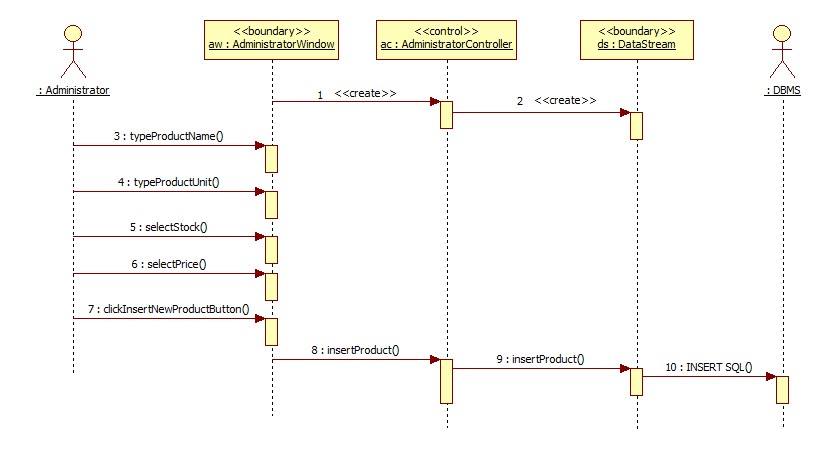 <<boundary>>
aw : AdministratorWindow
<<control>>
ac : AdministratorController
<<boundary>>
ds : DataStream
: Administrator
: DBMS
1 <<create>>
2 <<create>>
3 : typeProductName()
4 : typeProductUnit()
5 : selectStock()
6 : selectPrice()
7 : clickInsertNewProductButton()
8 : insertProduct()
9 : insertProduct()
10 : INSERT SQL()